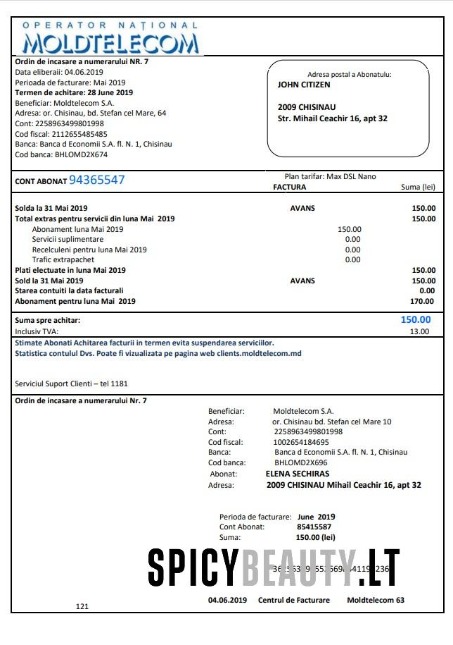 OPERATOR NAȚIONAL
MOLDTELECOM
Ordin de incasare a numerarului NR. 7
Data eliberaii: 04.06.2019
Perioada de facturare: Mai 2019
Termen de achitare: 28 June 2019
Beneficiar: Moldtelecom S.A.
Adresa: or. Chisinau, bd. Stefan cel Mare, 64
Cont: 2258963499801998
Cod fiscal: 2112655485485
Banca: Banca d Economii S.A. fl. N. 1, Chisinau
Cod banca: BHLOMD2X674
Adresa postal a Abonatulu:
JOHN CITIZEN
2009 CHISINAU
Str. Mihail Ceachir 16, apt 32
CONT ABONAT 94365547
Plan tarifar: Max DSL Nano
FACTURA Suma (lei)
Solda la 31 Mai 2019 AVANS 150.00
Total extras pentru servicii din luna Mai 2019 150.00
Abonament luna Mai 2019 150.00
Servicii suplimentare 0.00
Recelculeni pentru luna Mai 2019 0.00
Trafic extrapachet 0.00
Plati electuate in luna Mai 2019 150.00
Sold la 31 Mai 2019 AVANS 150.00
Starea contuiti la data facturali 0.00
Abonament pentru luna Mai 2019 170.00
Suma spre achitar: 150.00
Inclusiv TVA: 13.00
Stimate Abonati Achitarea facturii in termen evita suspendarea serviciilor.
Statistica contului Dvs. Poate fi vizualizata pe pagina web clients.moldtelecom.md
Serviciul Suport Clienti – tel 1181
Ordin de incasare a numerarului Nr. 7
Beneficiar: Moldtelecom S.A.
Adresa: or. Chisinau bd. Stefan cel Mare 10
Cont: 2258963499801998
Cod fiscal: 1002654184695
Banca: Banca d Economii S.A. fl. N. 1, Chisinau
Cod banca: BHLOMD2X696
Abonat: ELENA SECHIRAS
Adresa: 2009 CHISINAU Mihail Ceachir 16, apt 32
Perioda de facturare: June 2019
Cont Abonat: 85415587
Suma: 150.00 (lei)
SPICYBEAUTY.LT
04.06.2019 Centrul de Facturare Moldtelecom 63
121